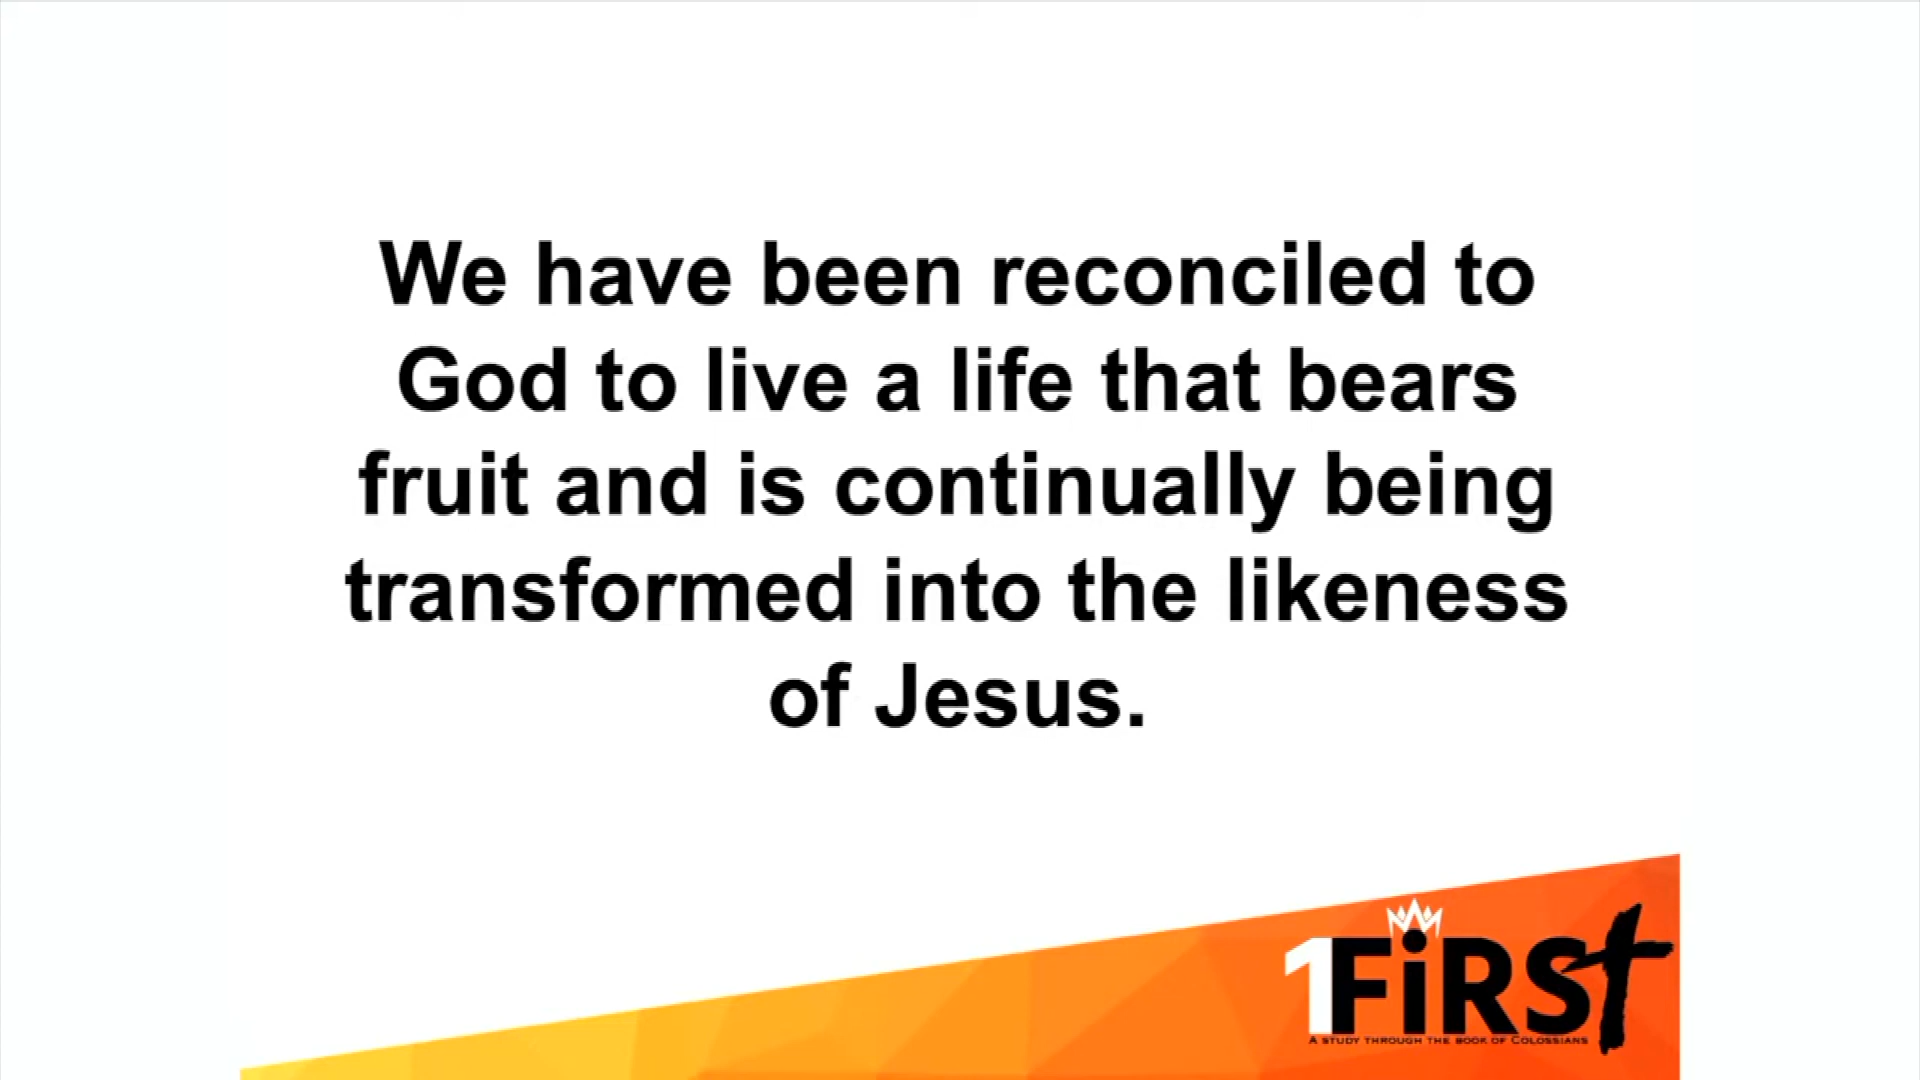 We have been reconciled to
God to live a life that bears
fruit and is continually being
transformed into the likeness
of Jesus.
1FiRSt
A STUDY THROUGH THE BOOK OF COLOSSIANS